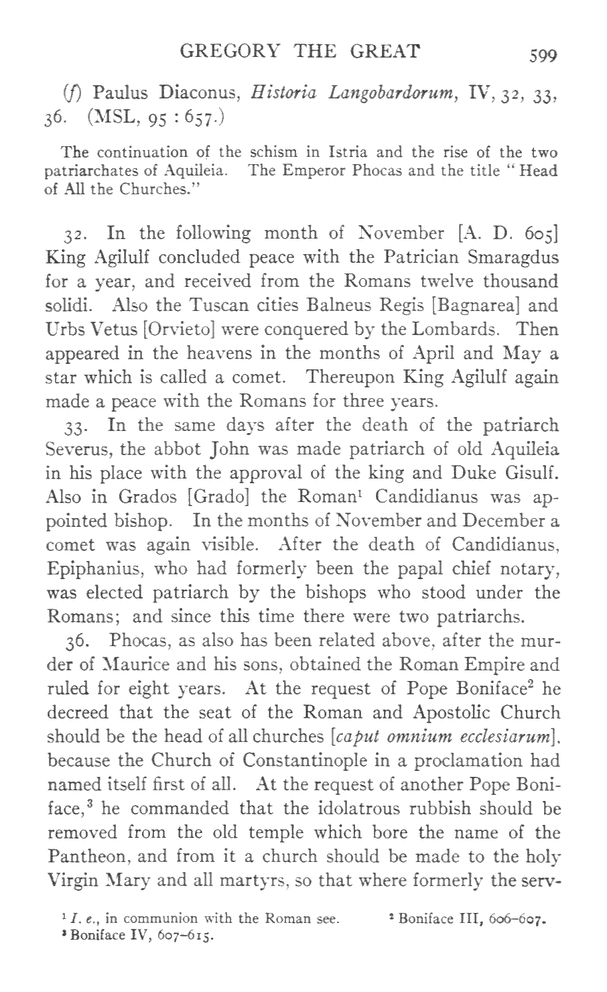 GREGORY THE GREAT 599
(f) Paulus Diaconus, Historia Langobardorum, IV, 32, 33,
36. (MSL, 95 : 657.)
The continuation of the schism in Istria and the rise of the two
patriarchates of Aquileia. The Emperor Phocas and the title “Head
of All the Churches.”
32. In the following month of November [A. D. 605]
King Agilulf concluded peace with the Patrician Smaragdus
for a year, and received from the Romans twelve thousand
solidi. Also the Tuscan cities Balneus Regis [Bagnarea] and
Urbs Vetus [Orvieto] were conquered by the Lombards. Then
appeared in the heavens in the months of April and May a
star which is called a comet. Thereupon King Agilulf again
made a peace with the Romans for three years.
33. In the same days after the death of the patriarch
Severus, the abbot John was made patriarch of old Aquileia
in his place with the approval of the king and Duke Gisulf.
Also in Grados [Grado] the Roman¹ Candidianus was ap-
pointed bishop. In the months of November and December a
comet was again visible. After the death of Candidianus,
Epiphanius, who had formerly been the papal chief notary,
was elected patriarch by the bishops who stood under the
Romans; and since this time there were two patriarchs.
36. Phocas, as also has been related above, after the mur-
der of Maurice and his sons, obtained the Roman Empire and
ruled for eight years. At the request of Pope Boniface² he
decreed that the seat of the Roman and Apostolic Church
should be the head of all churches [caput omnium ecclesiarum],
because the Church of Constantinople in a proclamation had
named itself first of all. At the request of another Pope Boni-
face,³ he commanded that the idolatrous rubbish should be
removed from the old temple which bore the name of the
Pantheon, and from it a church should be made to the holy
Virgin Mary and all martyrs, so that where formerly the serv-
¹ I. e., in communion with the Roman see. ² Boniface III, 606–607.
³ Boniface IV, 607–615.